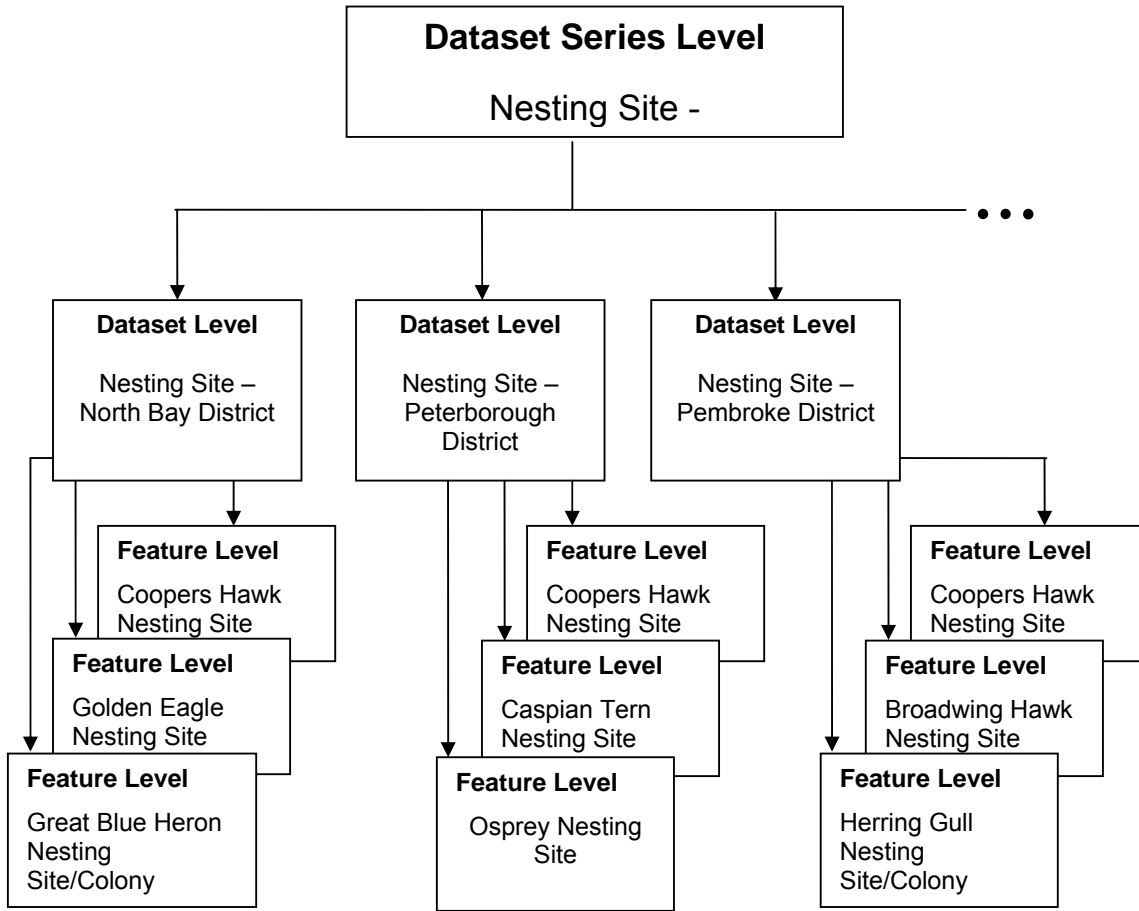 Dataset Series Level
Nesting Site -
Dataset Level
Nesting Site –
North Bay District
Dataset Level
Nesting Site –
Peterborough
District
Dataset Level
Nesting Site –
Pembroke District
Feature Level
Coopers Hawk
Nesting Site
Feature Level
Golden Eagle
Nesting Site
Feature Level
Great Blue Heron
Nesting
Site/Colony
Feature Level
Coopers Hawk
Nesting Site
Feature Level
Caspian Tern
Nesting Site
Feature Level
Osprey Nesting
Site
Feature Level
Coopers Hawk
Nesting Site
Feature Level
Broadwing Hawk
Nesting Site
Feature Level
Herring Gull
Nesting
Site/Colony